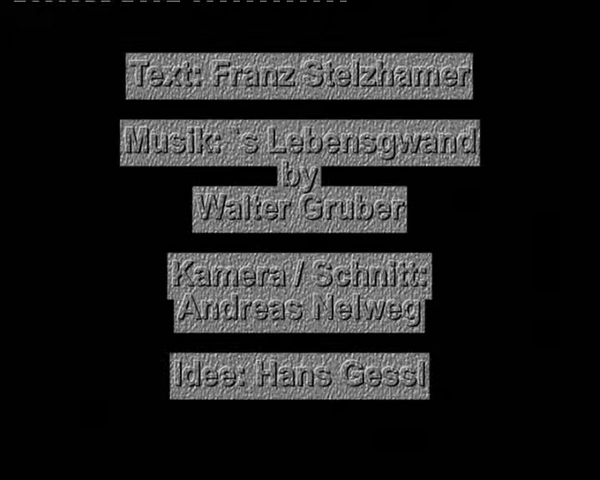 Text: Franz Stelzhamer
Musik: `s Lebensgwand
by
Walter Gruber
Kamera / Schnitt:
Andreas Nelweg
Idee: Hans Gessl